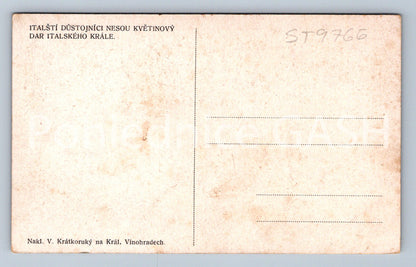 ITALŠTÍ DŮSTOJNÍCI NESOU KVĚTINOVÝ
DAR ITALSKÉHO KRÁLE.
ST9766
Nakl. V. Krátkoruký na Král. Vinohradech.